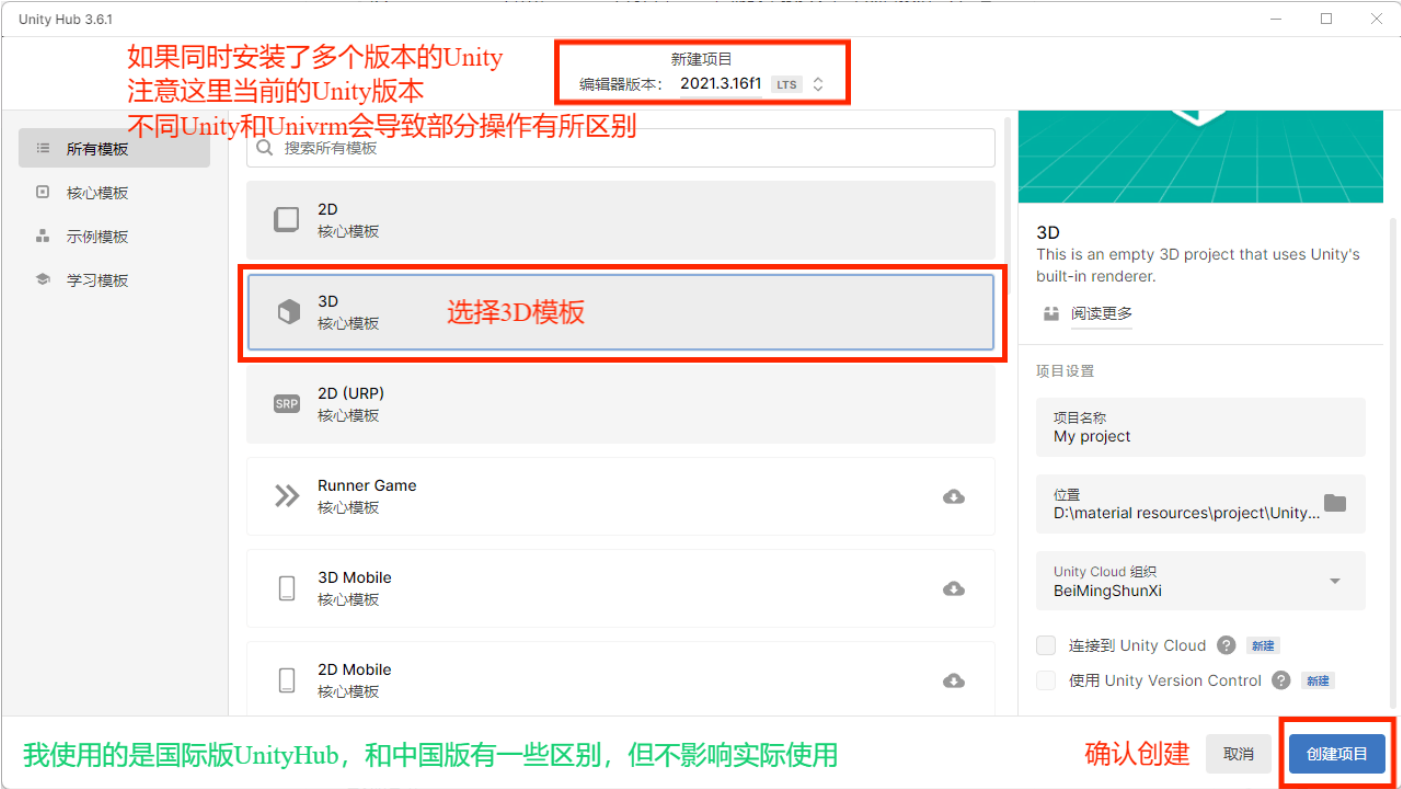 Unity Hub 3.6.1
如果同时安装了多个版本的Unity
注意这里当前的Unity版本
不同Unity和Univrm会导致部分操作有所区别
新建项目
编辑器版本： 2021.3.16f1 LTS
所有模板
核心模板
示例模板
学习模板
搜索所有模板
2D
核心模板
3D
核心模板
选择3D模板
SRP
2D (URP)
核心模板
Runner Game
核心模板
3D Mobile
核心模板
2D Mobile
核心模板
3D
This is an empty 3D project that uses Unity's
built-in renderer.
阅读更多
项目设置
项目名称
My project
位置
D:\material resources\project\Unity...
Unity Cloud 组织
BeiMingShunXi
连接到 Unity Cloud ? 新建
使用 Unity Version Control ? 新建
我使用的是国际版UnityHub，和中国版有一些区别，但不影响实际使用
确认创建
取消
创建项目